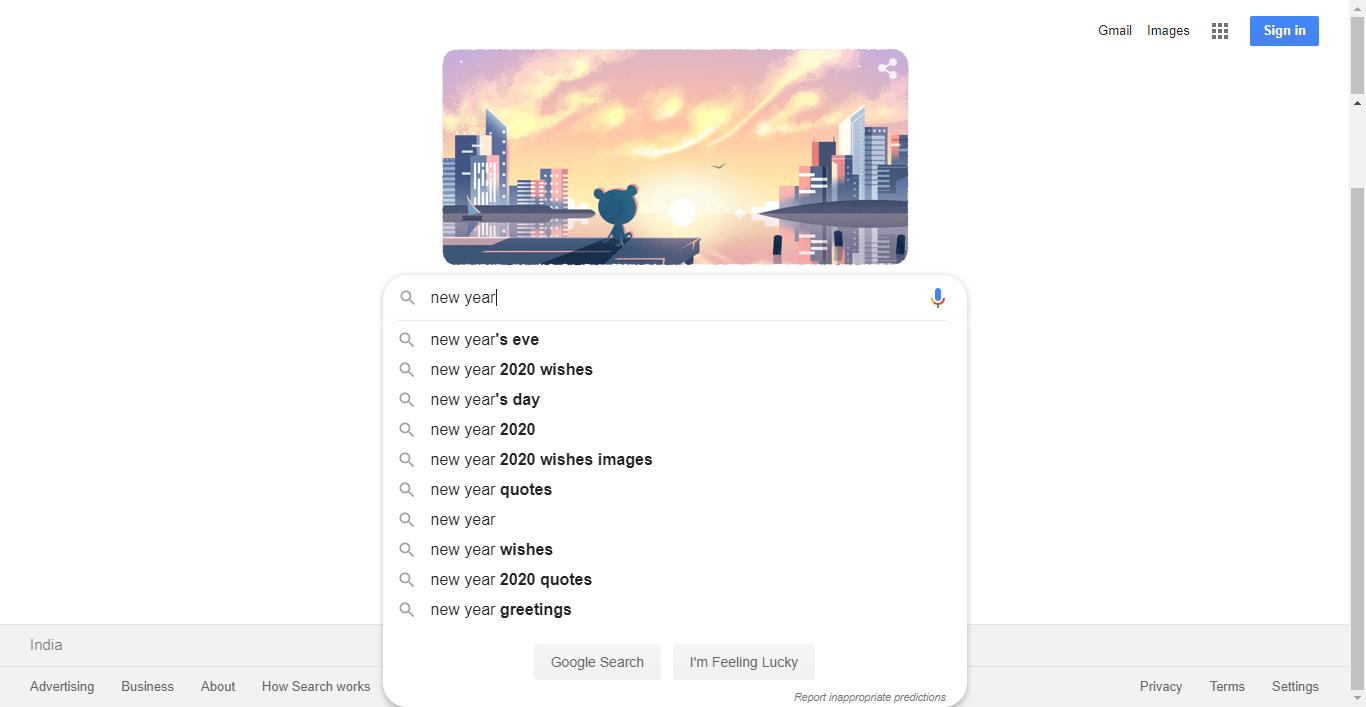 Gmail Images Sign in
new year
new year's eve
new year 2020 wishes
new year's day
new year 2020
new year 2020 wishes images
new year quotes
new year
new year wishes
new year 2020 quotes
new year greetings
India
Google Search I'm Feeling Lucky
Advertising Business About How Search works Privacy Terms Settings
Report inappropriate predictions